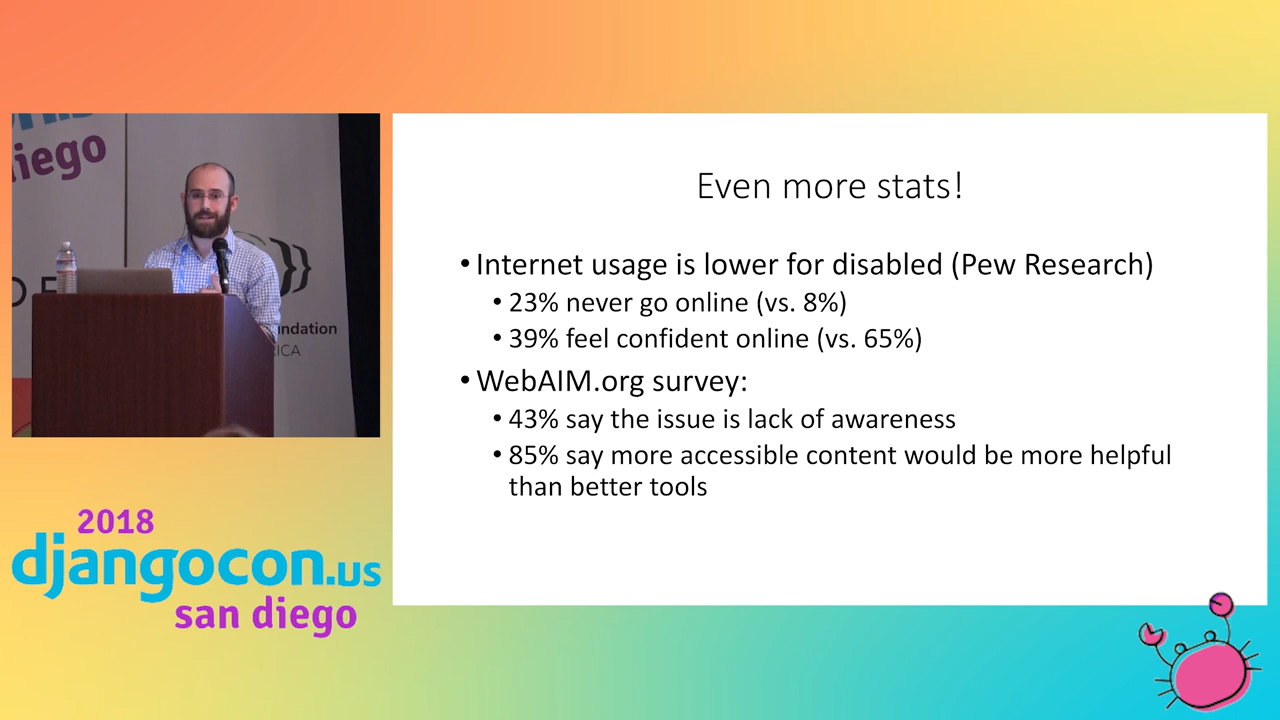 diego
undation
RICA
2018
djangocon.us
san diego
Even more stats!
• Internet usage is lower for disabled (Pew Research)
• 23% never go online (vs. 8%)
• 39% feel confident online (vs. 65%)
• WebAIM.org survey:
• 43% say the issue is lack of awareness
• 85% say more accessible content would be more helpful
than better tools